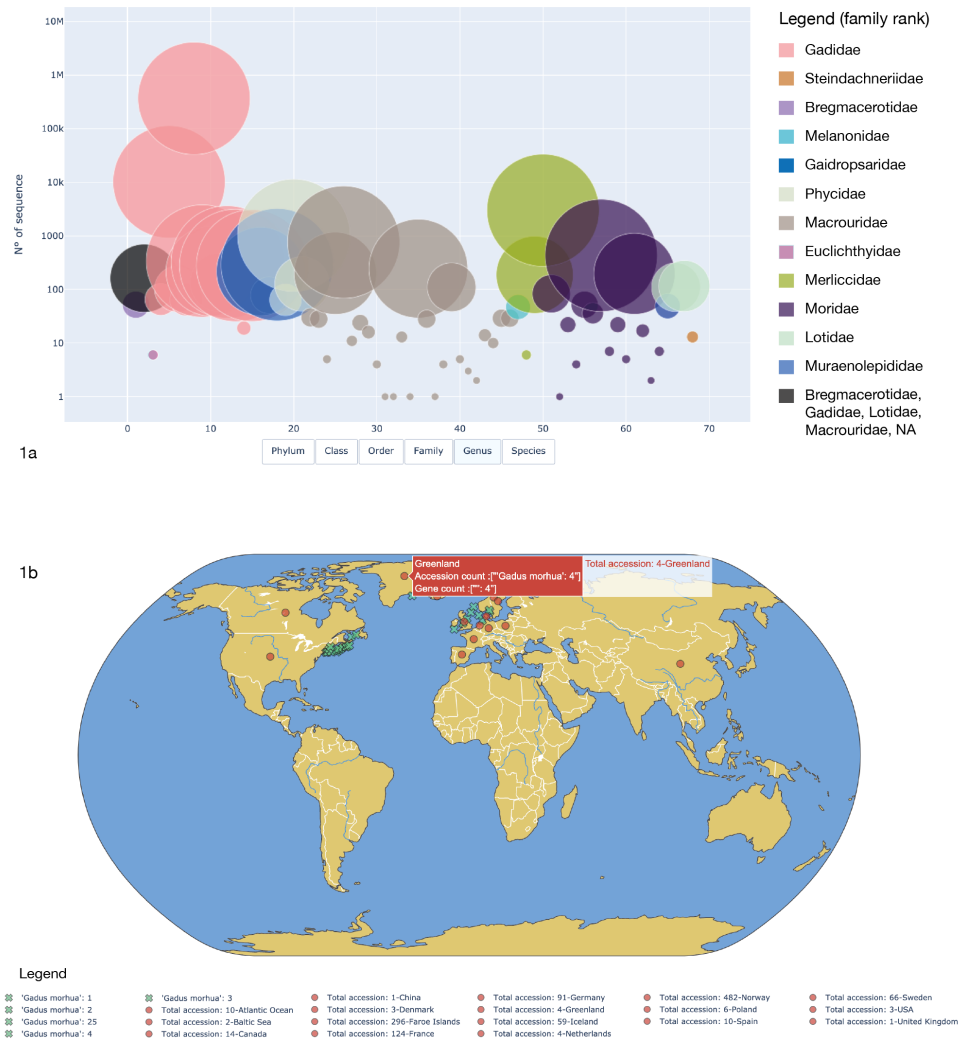 Legend (family rank)
10M
1M
100k
10k
1000
100
10
1
Nº of sequence
0 10 20 30 40 50 60 70
Phylum Class Order Family Genus Species
Gadidae
Steindachneriidae
Bregmacerotidae
Melanonidae
Gaidropsaridae
Phycidae
Macrouridae
Euclichthyidae
Merliccidae
Moridae
Lotidae
Muraenolepididae
Bregmacerotidae,
Gadidae, Lotidae,
Macrouridae, NA
1a
1b
Greenland
Accession count :["'Gadus morhua': 4"]
Gene count :["": 4"]
Total accession: 4-Greenland
Legend
'Gadus morhua': 1
'Gadus morhua': 2
'Gadus morhua': 25
'Gadus morhua': 4
'Gadus morhua': 3
Total accession: 10-Atlantic Ocean
Total accession: 2-Baltic Sea
Total accession: 14-Canada
Total accession: 1-China
Total accession: 3-Denmark
Total accession: 296-Faroe Islands
Total accession: 124-France
Total accession: 91-Germany
Total accession: 4-Greenland
Total accession: 59-Iceland
Total accession: 4-Netherlands
Total accession: 482-Norway
Total accession: 6-Poland
Total accession: 10-Spain
Total accession: 66-Sweden
Total accession: 3-USA
Total accession: 1-United Kingdom